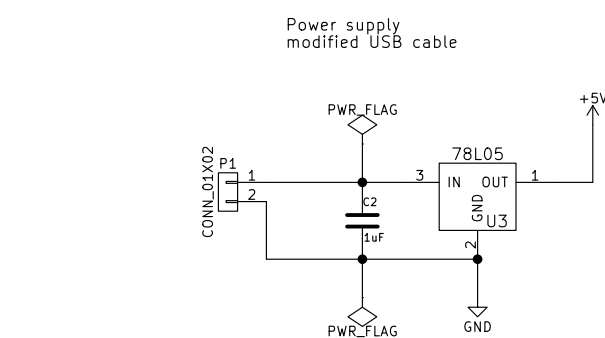 Power supply
modified USB cable
PWR_FLAG
+5V
CONN_01X02
P1
1
2
3
78L05
IN
OUT
GND
U3
1
2
C2
1uF
PWR_FLAG
GND